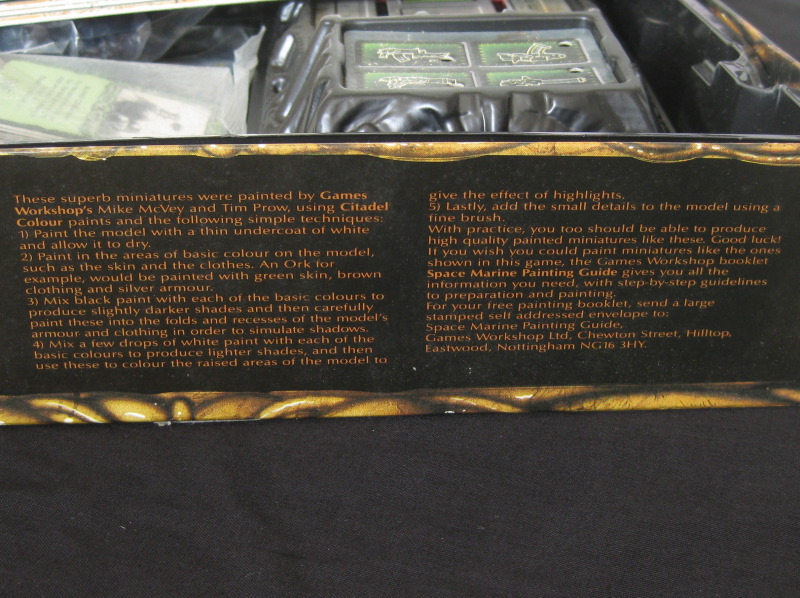 These superb miniatures were painted by Games
Workshop's Mike McVey and Tim Prow, using Citadel
Colour paints and the following simple techniques:
1) Paint the model with a thin undercoat of white
and allow it to dry.
2) Paint in the areas of basic colour on the model,
such as the skin and the clothes. An Ork for
example, would be painted with green skin, brown
clothing and silver armour.
3) Mix black paint with each of the basic colours to
produce slightly darker shades and then carefully
paint these into the folds and recesses of the model's
armour and clothing in order to simulate shadows.
4) Mix a few drops of white paint with each of the
basic colours to produce lighter shades, and then
use these to colour the raised areas of the model to
give the effect of highlights.
5) Lastly, add the small details to the model using a
fine brush.
With practice, you too should be able to produce
high quality painted miniatures like these. Good luck!
If you wish you could paint miniatures like the ones
shown in this game, the Games Workshop booklet
Space Marine Painting Guide gives you all the
information you need, with step-by-step guidelines
to preparation and painting.
For your free painting booklet, send a large
stamped self addressed envelope to:
Space Marine Painting Guide,
Games Workshop Ltd, Chewton Street, Hilltop,
Eastwood, Nottingham NG16 3HY.